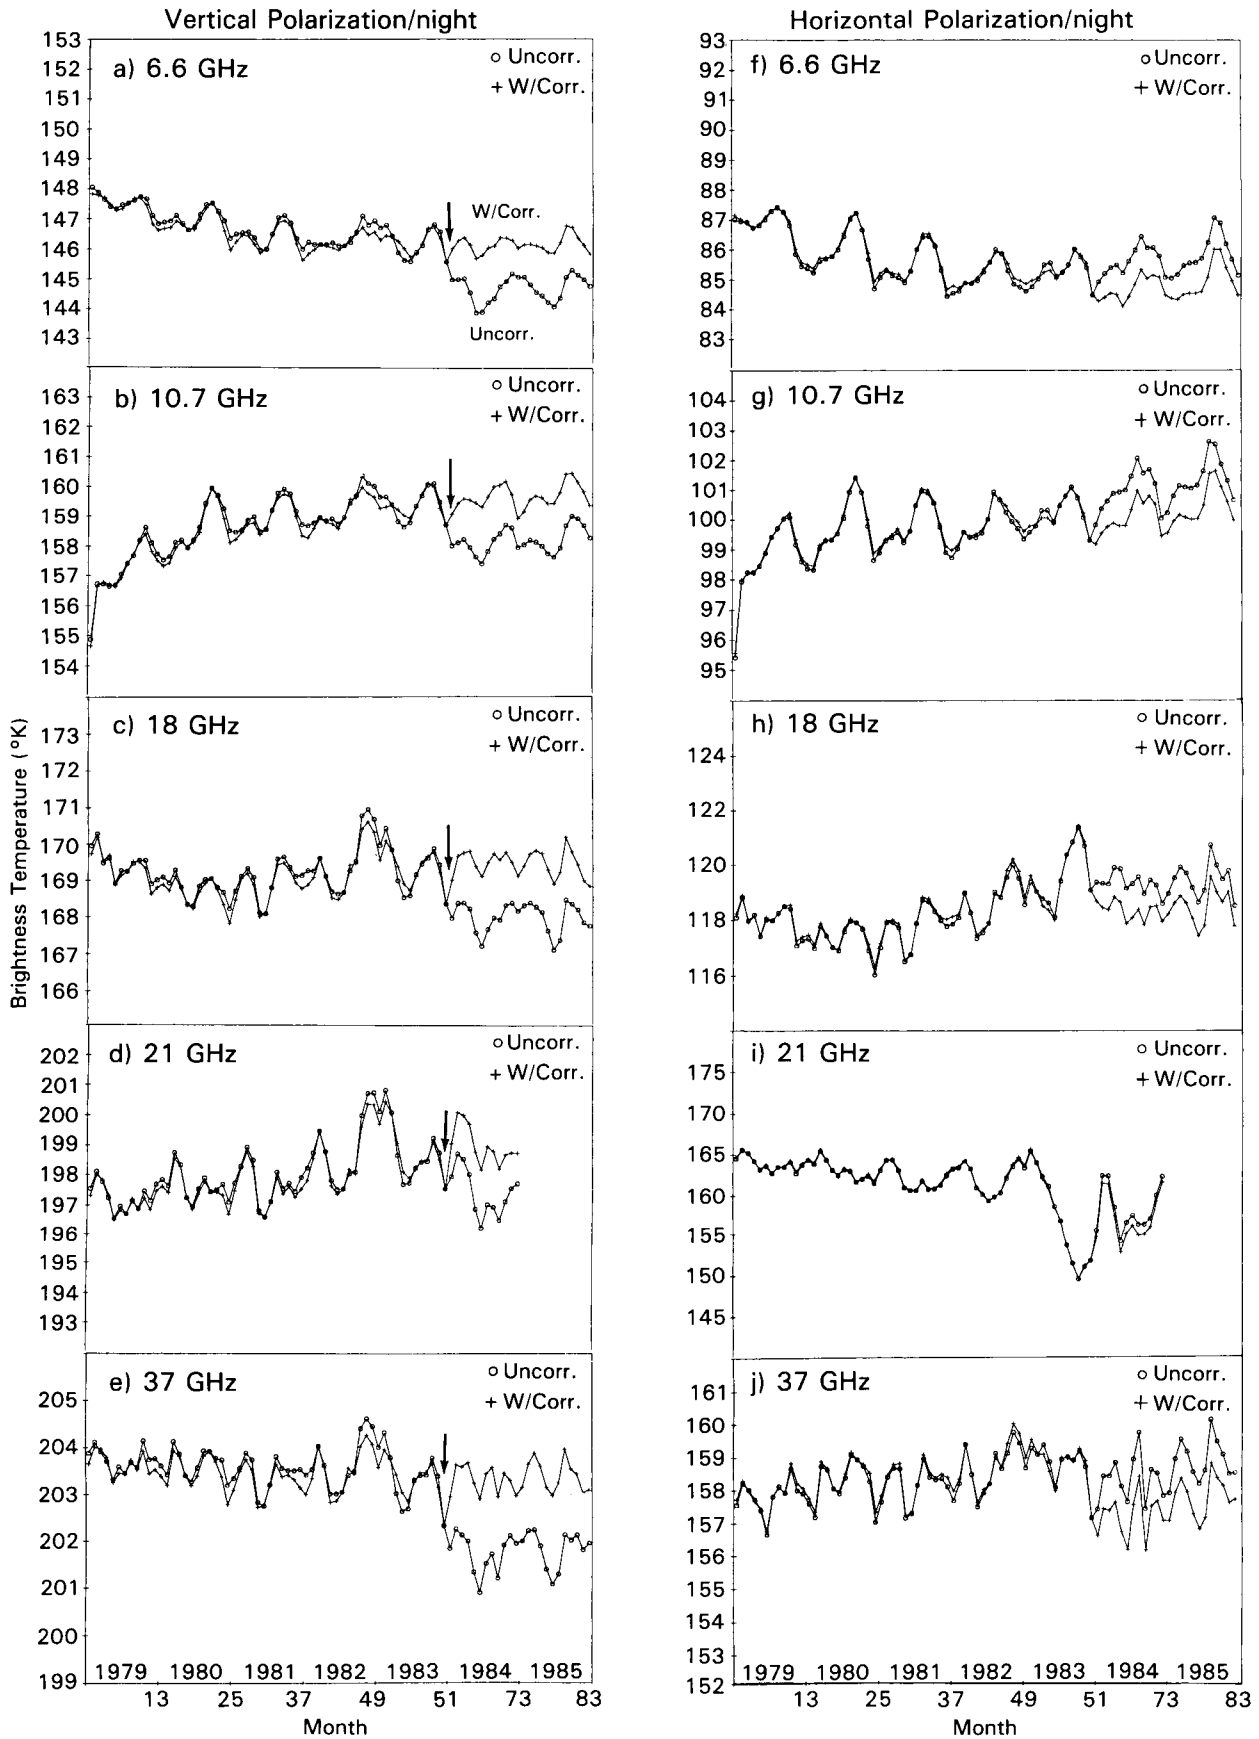 Vertical Polarization/night
153
152
151
150
149
148
147
146
145
144
143
a) 6.6 GHz
o Uncorr.
+ W/Corr.
W/Corr.
Uncorr.
163
162
161
160
159
158
157
156
155
154
b) 10.7 GHz
o Uncorr.
+ W/Corr.
173
172
171
170
169
168
167
166
c) 18 GHz
o Uncorr.
+ W/Corr.
Brightness Temperature (°K)
202
201
200
199
198
197
196
195
194
193
d) 21 GHz
o Uncorr.
+ W/Corr.
205
204
203
202
201
200
199
e) 37 GHz
o Uncorr.
+ W/Corr.
1979 1980 1981 1982 1983 1984 1985
13 25 37 49 51 73 83
Month
Horizontal Polarization/night
93
92
91
90
89
88
87
86
85
84
83
f) 6.6 GHz
o Uncorr.
+ W/Corr.
104
103
102
101
100
99
98
97
96
95
g) 10.7 GHz
o Uncorr.
+ W/Corr.
124
122
120
118
116
h) 18 GHz
o Uncorr.
+ W/Corr.
175
170
165
160
155
150
145
i) 21 GHz
o Uncorr.
+ W/Corr.
161
160
159
158
157
156
155
154
153
152
j) 37 GHz
o Uncorr.
+ W/Corr.
1979 1980 1981 1982 1983 1984 1985
13 25 37 49 51 73 83
Month